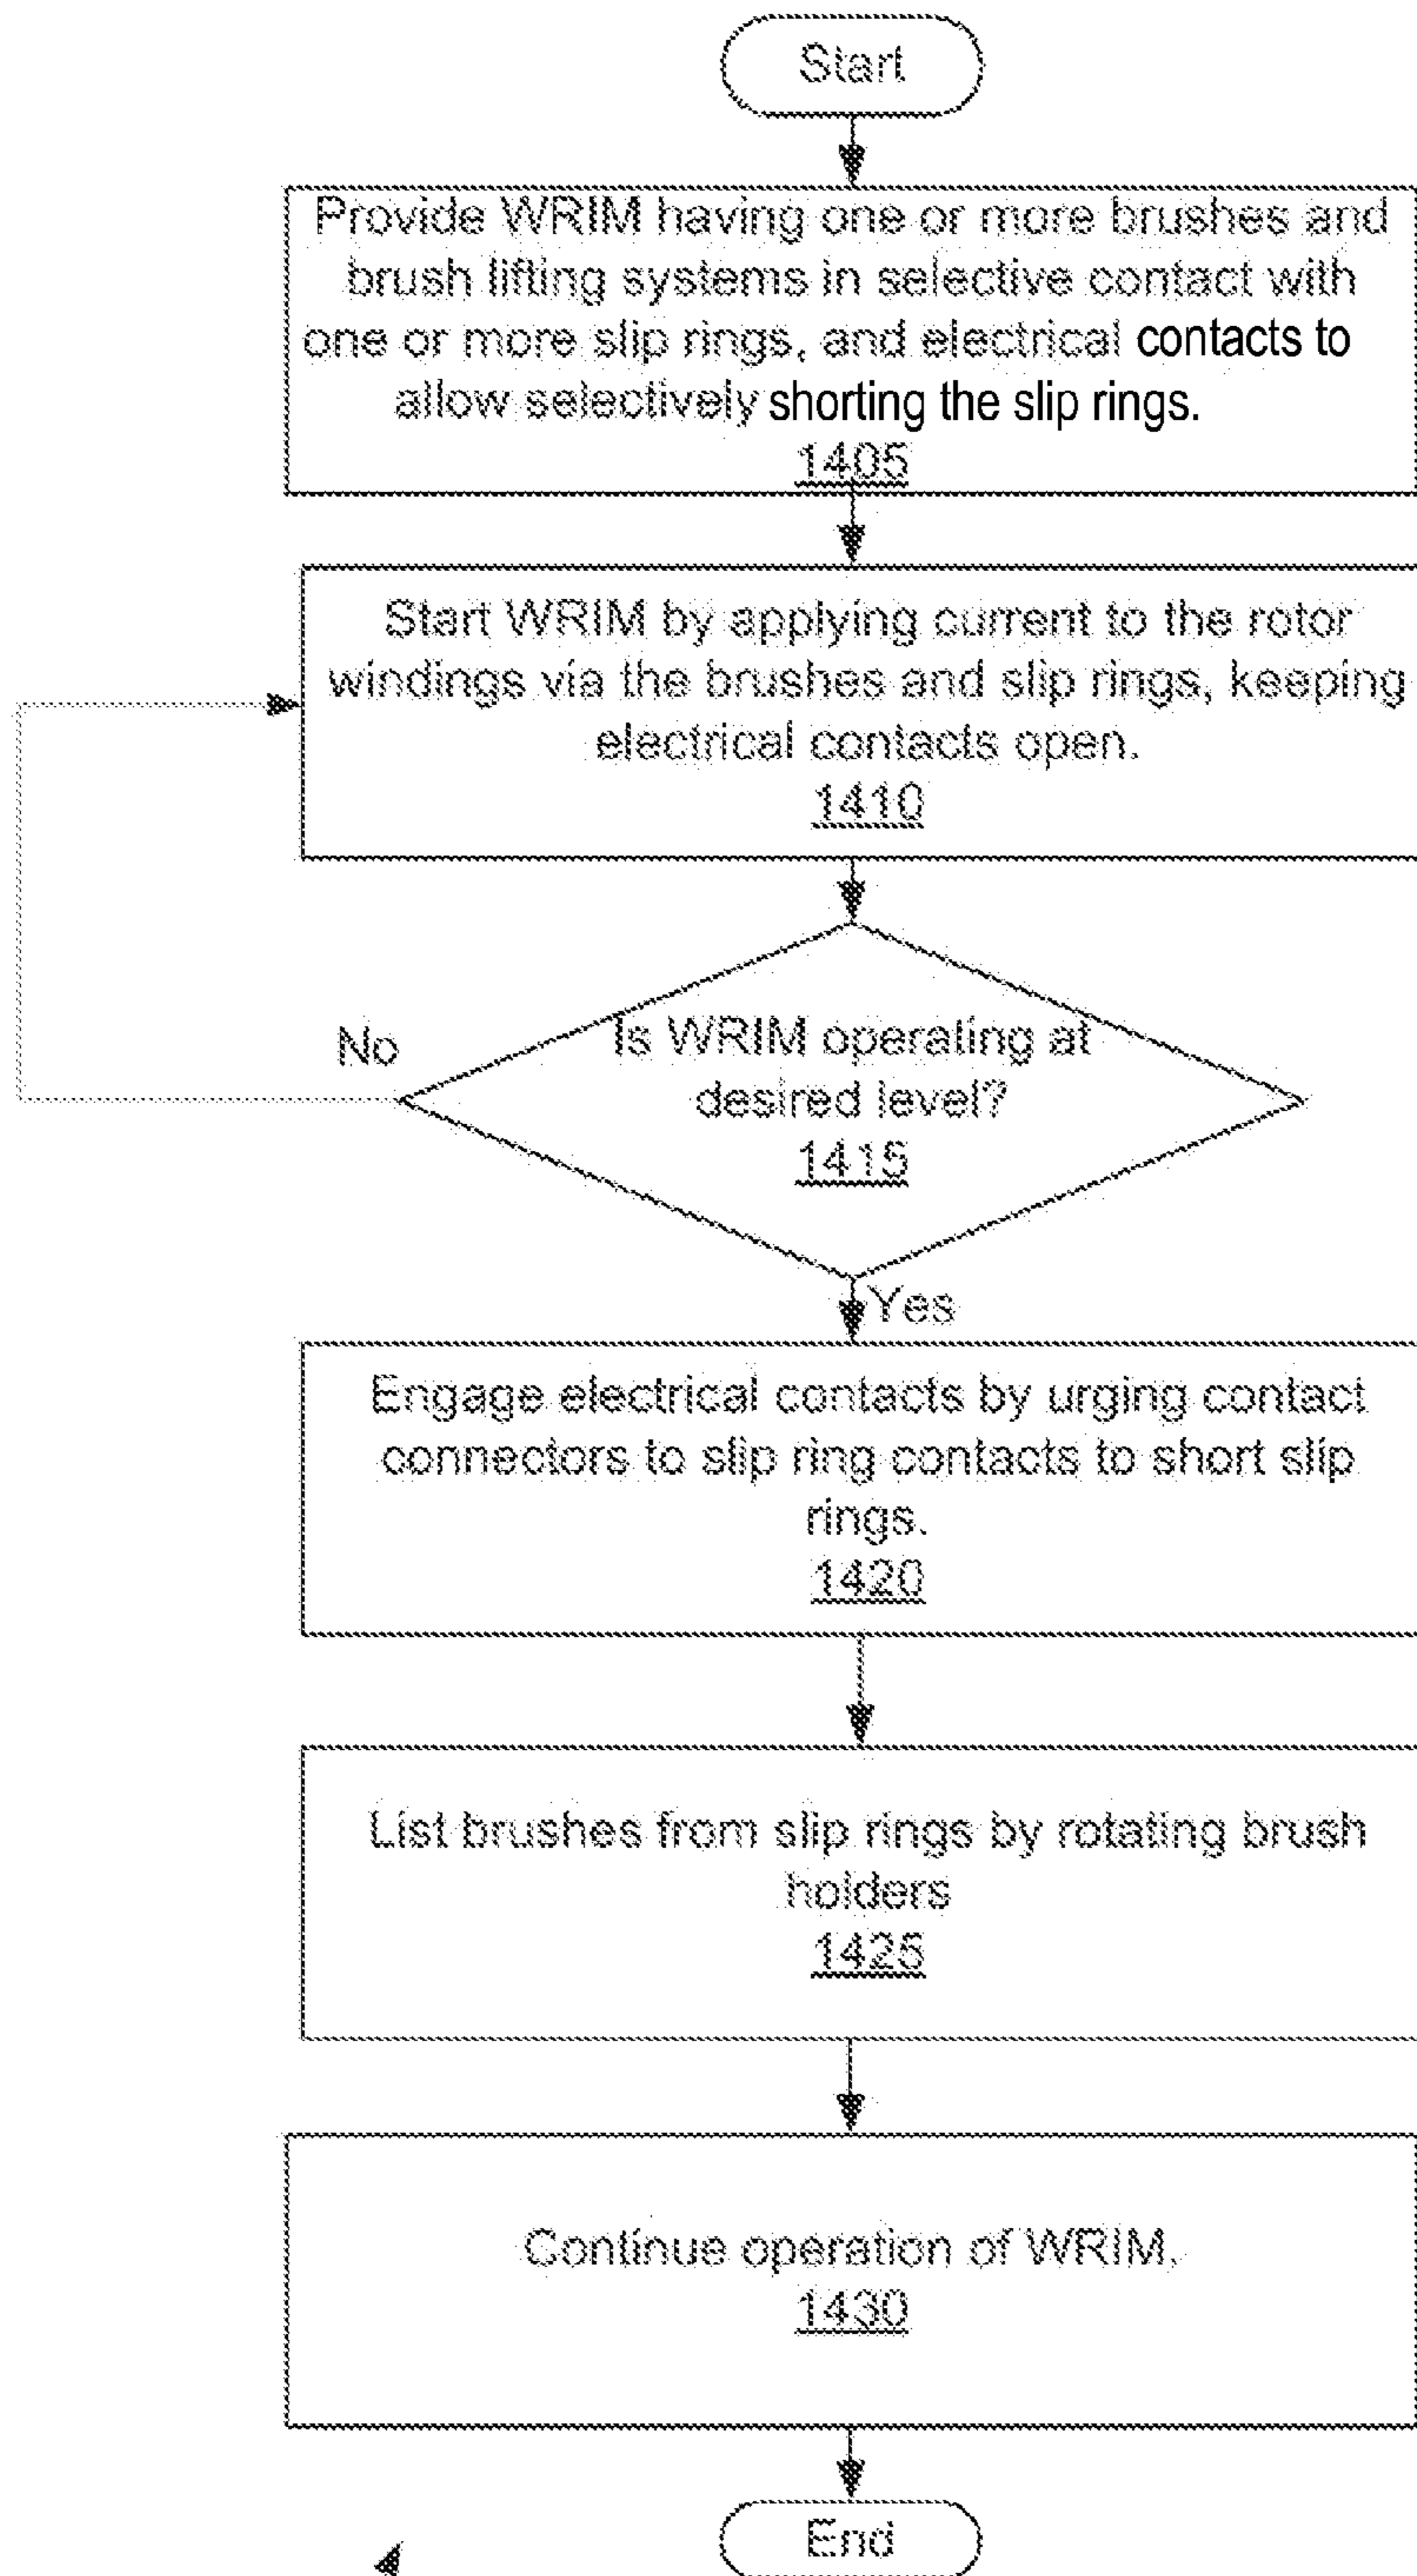 Start
Provide WRIM having one or more brushes and
brush lifting systems in selective contact with
one or more slip rings, and electrical contacts to
allow selectively shorting the slip rings.
1405
Start WRIM by applying current to the rotor
windings via the brushes and slip rings, keeping
electrical contacts open.
1410
No
Is WRIM operating at
desired level?
1415
Yes
Engage electrical contacts by urging contact
connectors to slip ring contacts to short slip
rings.
1420
List brushes from slip rings by rotating brush
holders
1425
Continue operation of WRIM.
1430
End